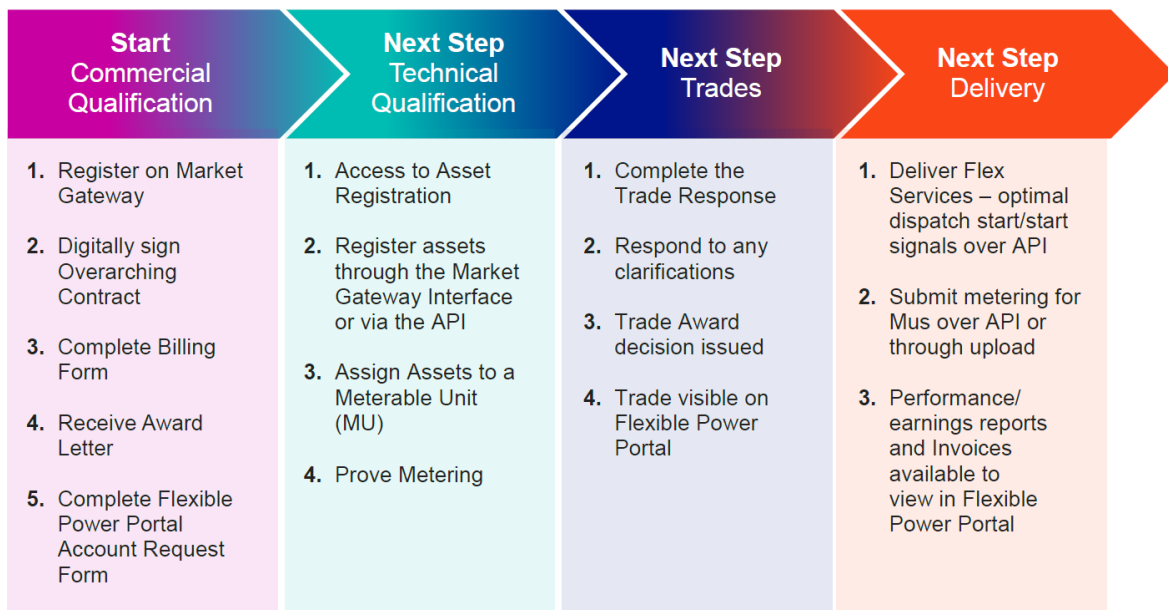 Start
Commercial
Qualification
1. Register on Market
Gateway
2. Digitally sign
Overarching
Contract
3. Complete Billing
Form
4. Receive Award
Letter
5. Complete Flexible
Power Portal
Account Request
Form
Next Step
Technical
Qualification
1. Access to Asset
Registration
2. Register assets
through the Market
Gateway Interface
or via the API
3. Assign Assets to a
Meterable Unit
(MU)
4. Prove Metering
Next Step
Trades
1. Complete the
Trade Response
2. Respond to any
clarifications
3. Trade Award
decision issued
4. Trade visible on
Flexible Power
Portal
Next Step
Delivery
1. Deliver Flex
Services – optimal
dispatch start/start
signals over API
2. Submit metering for
Mus over API or
through upload
3. Performance/
earnings reports
and Invoices
available to
view in Flexible
Power Portal